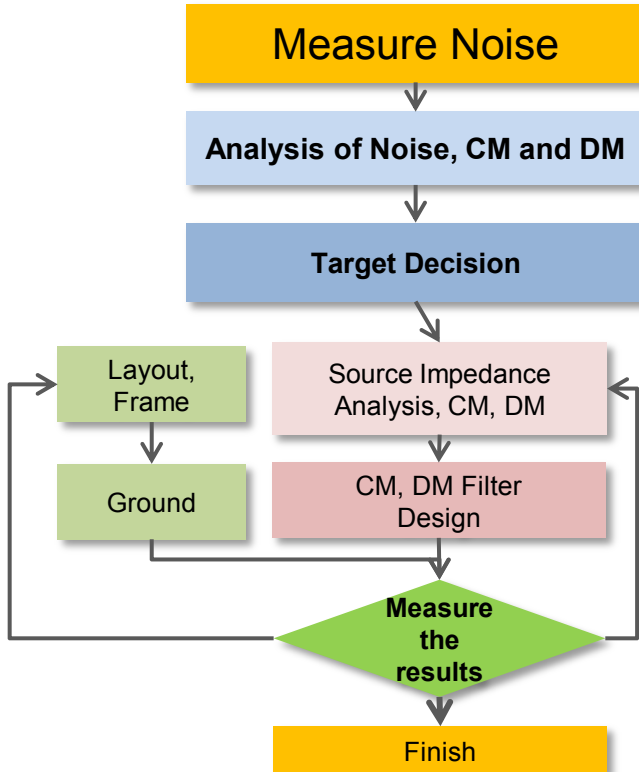 Measure Noise
Analysis of Noise, CM and DM
Target Decision
Layout,
Frame
Source Impedance
Analysis, CM, DM
Ground
CM, DM Filter
Design
Measure
the
results
Finish